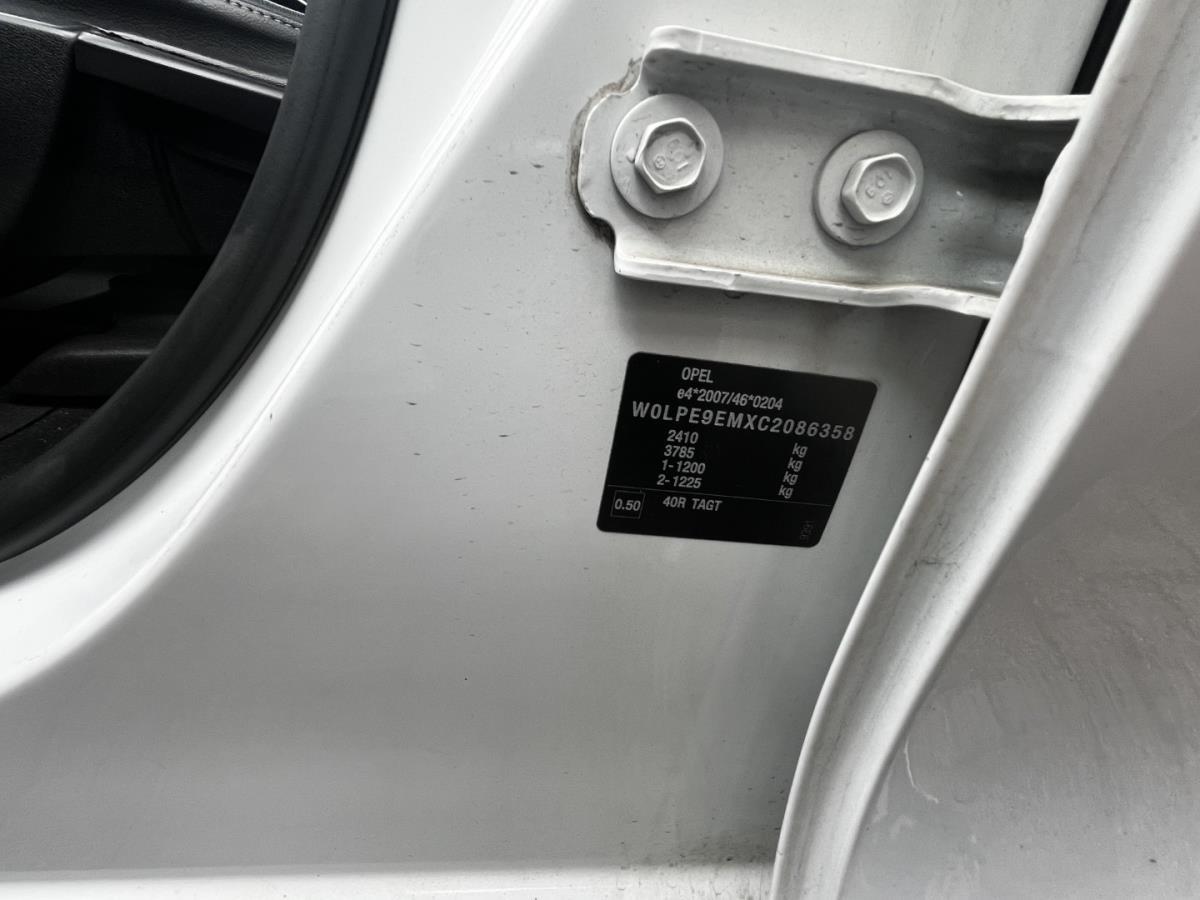 OPEL
e4*2007/46*0204
W0LPE9EMXC2086358
2410 kg
3785 kg
1-1200 kg
2-1225 kg
0.50 40R TAGT